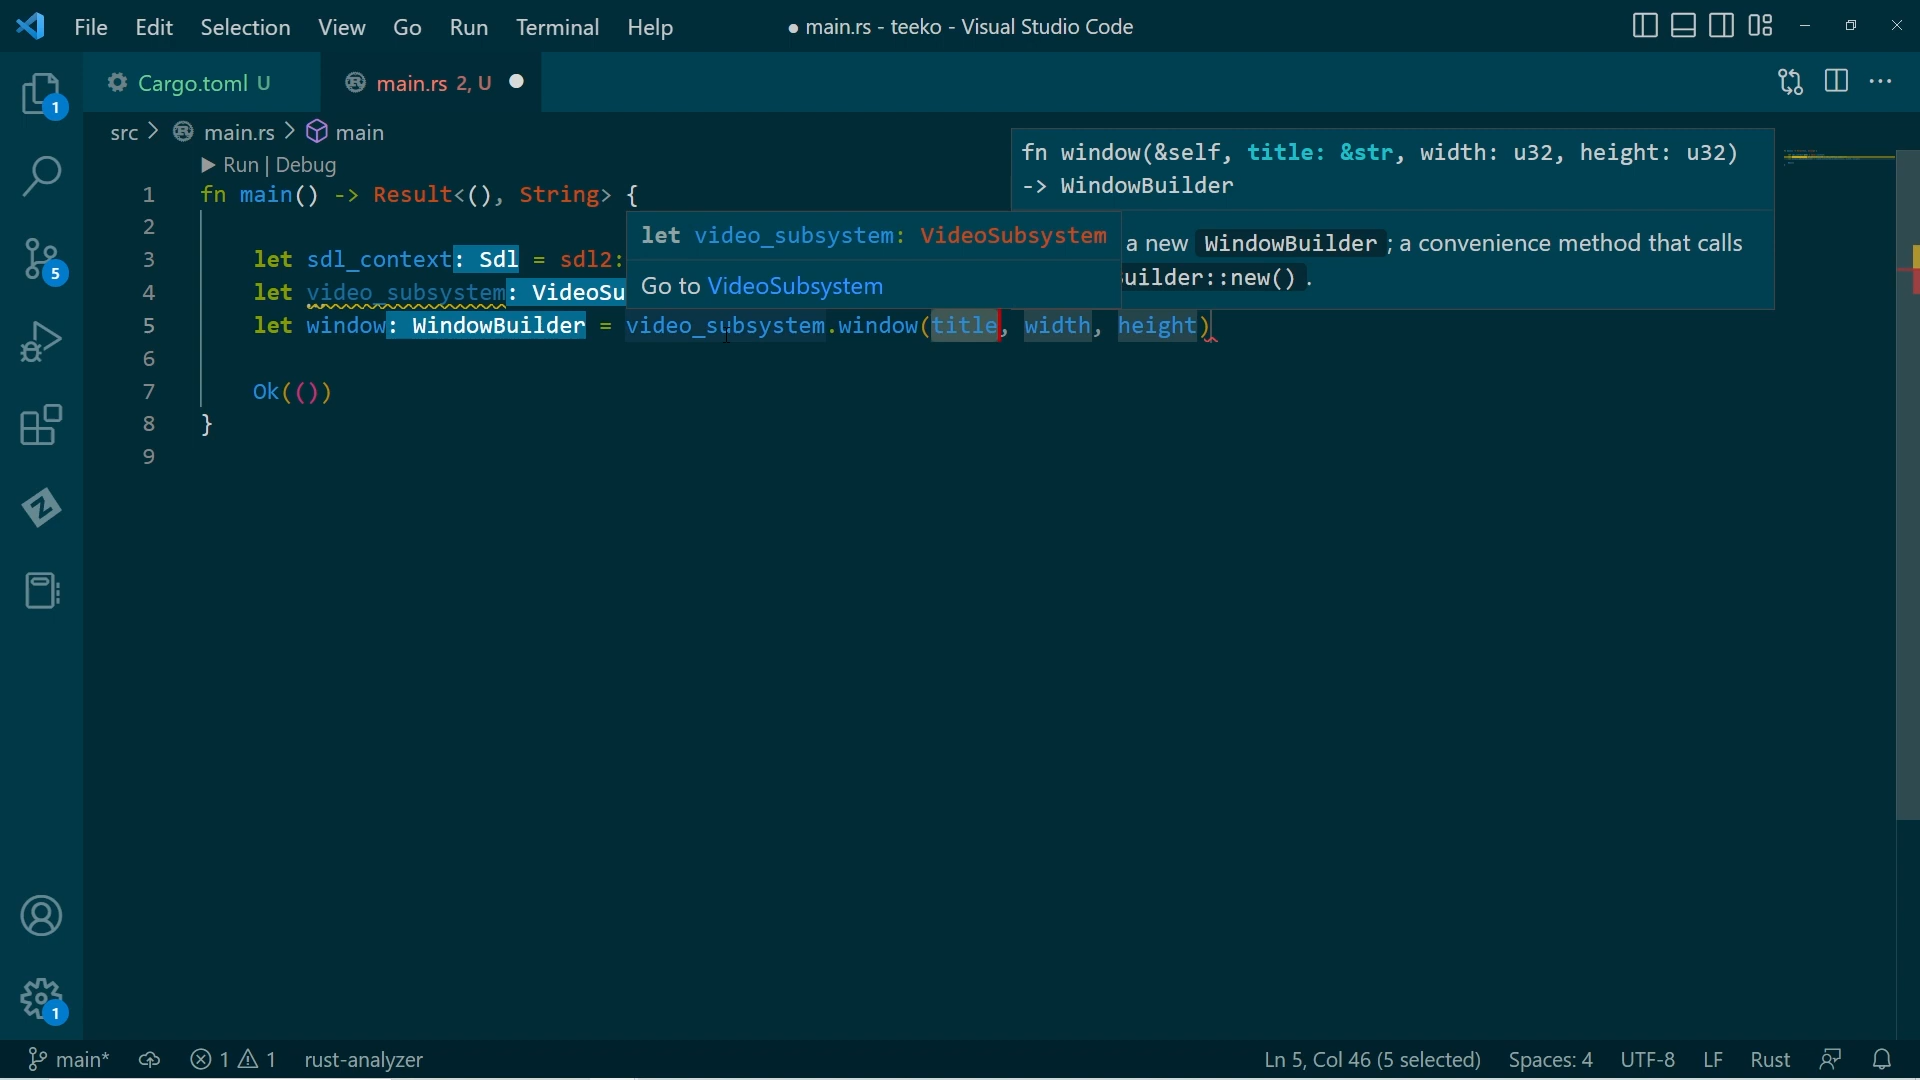 File Edit Selection View Go Run Terminal Help
● main.rs - teeko - Visual Studio Code
Cargo.toml U
main.rs 2, U
src > main.rs > main
Run | Debug
1 fn main() -> Result<(), String> {
2
3 let sdl_context: Sdl = sdl2:
4 let video_subsystem: VideoSu
5 let window: WindowBuilder = video_subsystem.window(title, width, height)
6
7 Ok(())
8 }
9
let video_subsystem: VideoSubsystem
Go to VideoSubsystem
fn window(&self, title: &str, width: u32, height: u32)
-> WindowBuilder
a new WindowBuilder ; a convenience method that calls
uilder::new() .
1
5
1
main*
1 1
rust-analyzer
Ln 5, Col 46 (5 selected)
Spaces: 4
UTF-8
LF
Rust